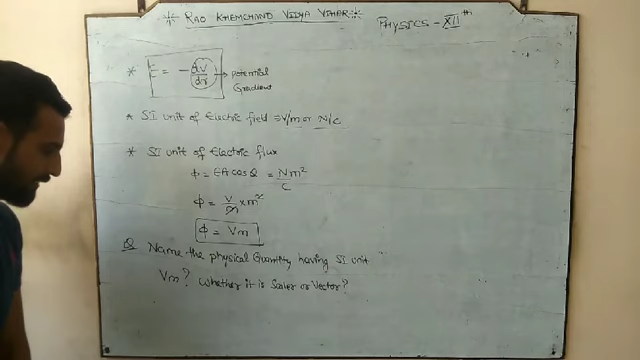 * RAO KHEMCHAND VIDYA VIHAR *
PHYSICS - XII th
* E = - dV/dr → potential Gradient
* SI unit of Electric field = V/m or N/C
* SI unit of Electric flux
ϕ = EA cos θ = Nm²/C
ϕ = V/m × m²
ϕ = Vm
Q Name the physical Quantity having SI unit
Vm? Whether it is Scaler or Vector?